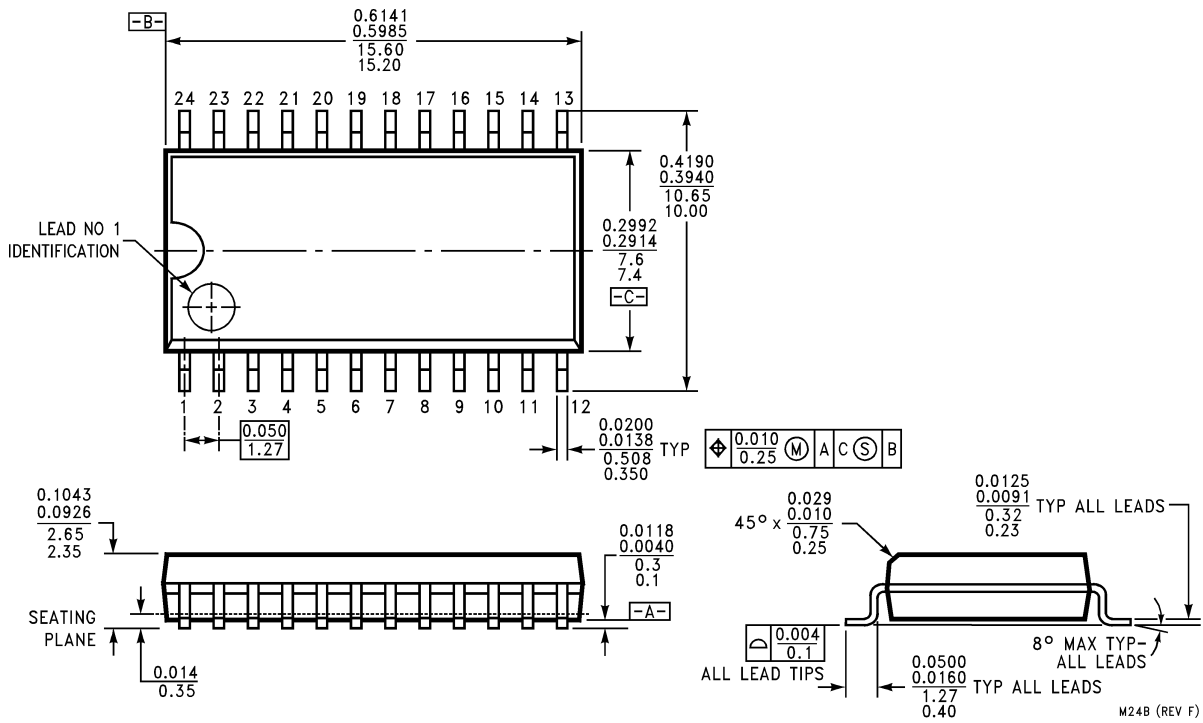 -B-
0.6141
0.5985
15.60
15.20
24 23 22 21 20 19 18 17 16 15 14 13
0.4190
0.3940
10.65
10.00
0.2992
0.2914
7.6
7.4
-C-
LEAD NO 1
IDENTIFICATION
1 2 3 4 5 6 7 8 9 10 11 12
0.050
1.27
0.0200
0.0138
0.508
0.350
TYP
0.010
0.25
M A C S B
0.1043
0.0926
2.65
2.35
0.0118
0.0040
0.3
0.1
-A-
SEATING
PLANE
0.014
0.35
45° x
0.029
0.010
0.75
0.25
0.0125
0.0091
0.32
0.23
TYP ALL LEADS
0.004
0.1
ALL LEAD TIPS
8° MAX TYP-
ALL LEADS
0.0500
0.0160
1.27
0.40
TYP ALL LEADS
M24B (REV F)